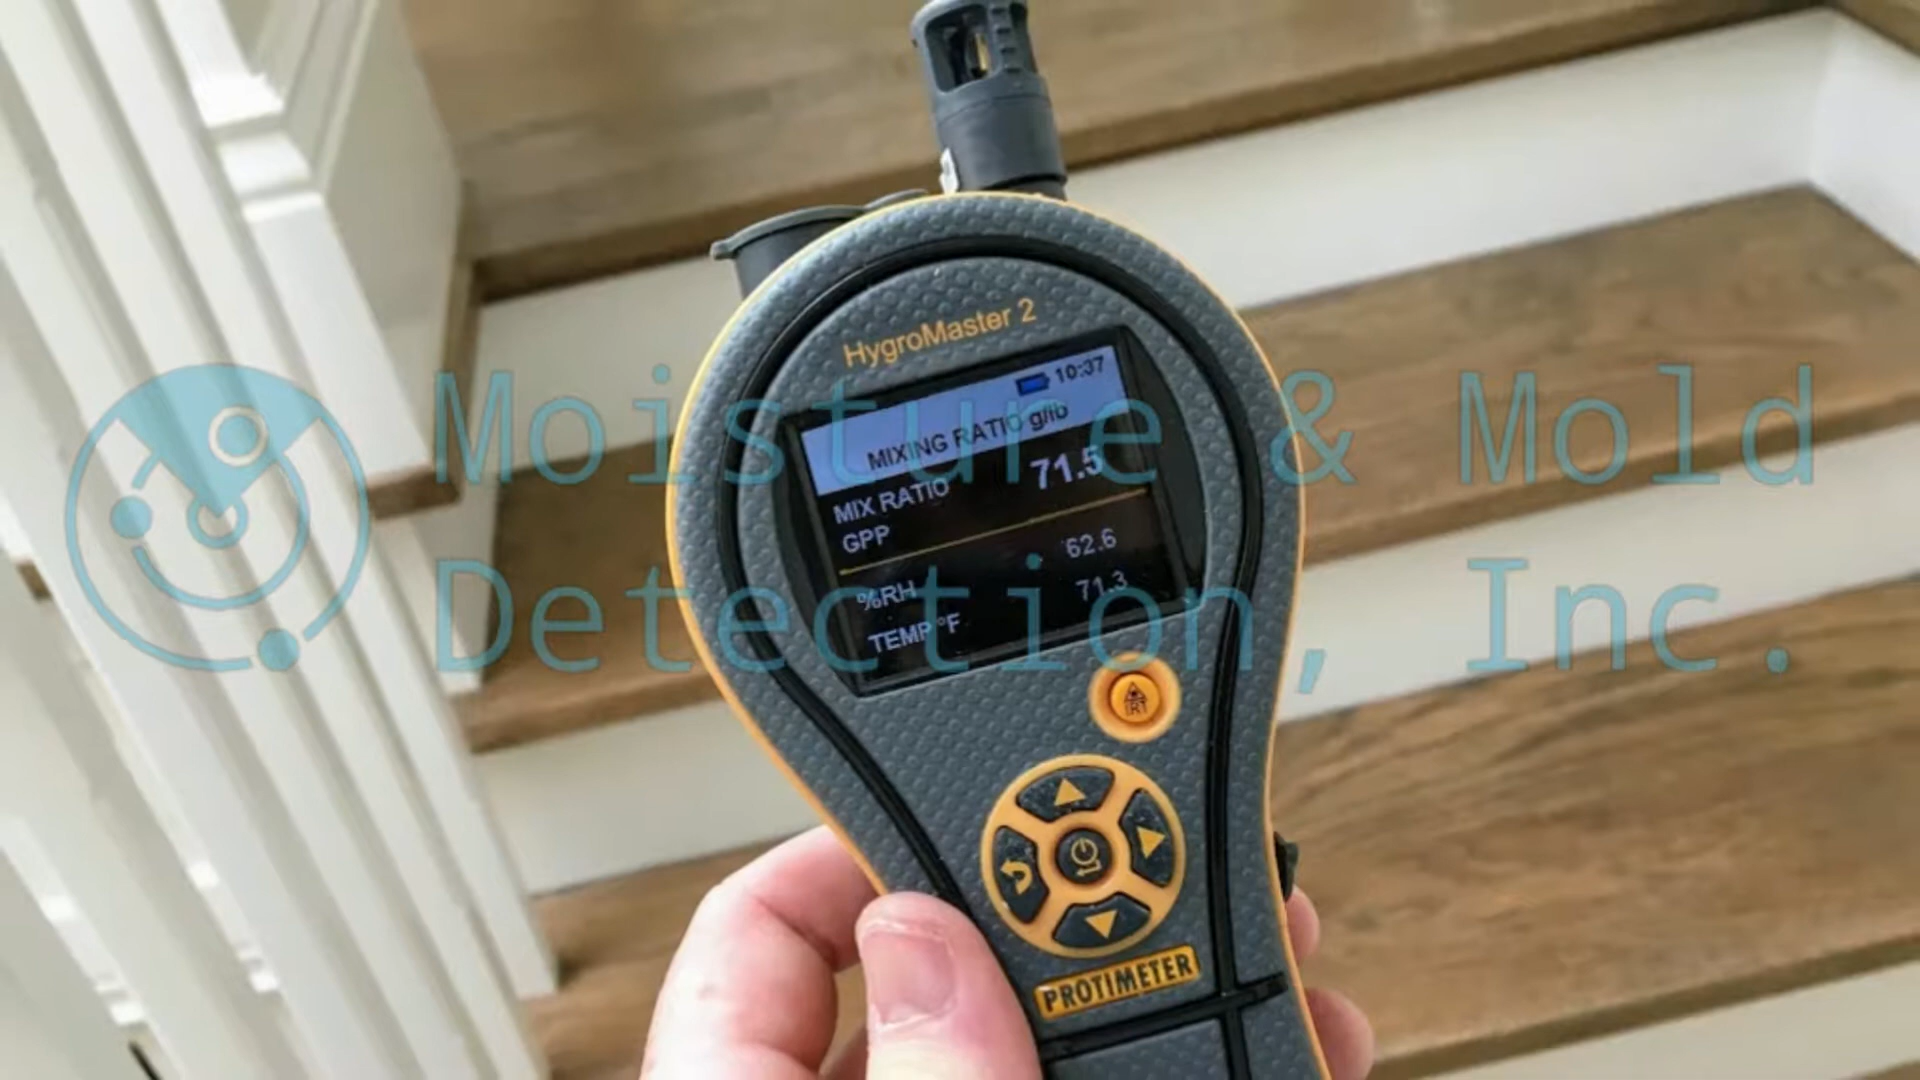 HygroMaster 2
10:37
MIXING RATIO g/lb
MIX RATIO 71.5
GPP
%RH 62.6
TEMP °F 71.3
Moisture & Mold
Detection, Inc.
IR
PROTIMETER